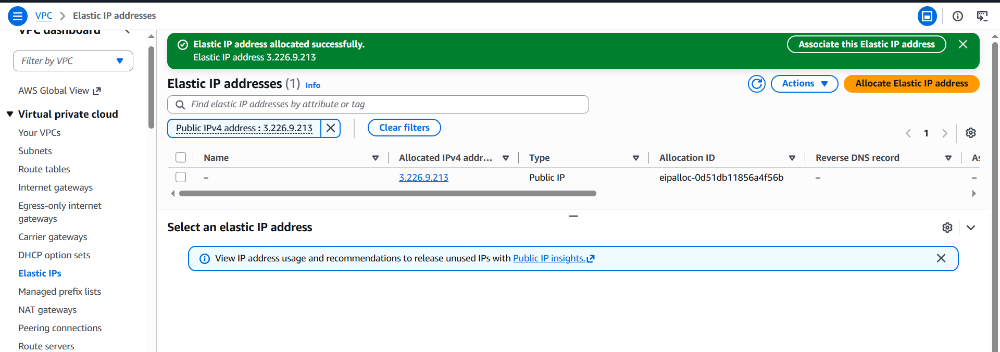 VPC > Elastic IP addresses
VPC dashboard
Filter by VPC
AWS Global View
Virtual private cloud
Your VPCs
Subnets
Route tables
Internet gateways
Egress-only internet
gateways
Carrier gateways
DHCP option sets
Elastic IPs
Managed prefix lists
NAT gateways
Peering connections
Route servers
Elastic IP address allocated successfully.
Elastic IP address 3.226.9.213
Associate this Elastic IP address
Elastic IP addresses (1) Info
Actions
Allocate Elastic IP address
Find elastic IP addresses by attribute or tag
Public IPv4 address : 3.226.9.213
Clear filters
1
Name Allocated IPv4 addr... Type Allocation ID Reverse DNS record
– 3.226.9.213 Public IP eipalloc-0d51db11856a4f56b – –
Select an elastic IP address
View IP address usage and recommendations to release unused IPs with Public IP insights.